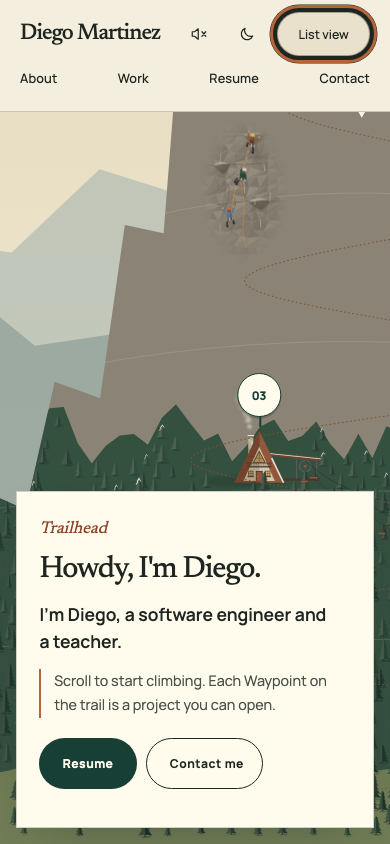 Diego Martinez
List view
About Work Resume Contact
03
Trailhead
Howdy, I'm Diego.
I'm Diego, a software engineer and
a teacher.
Scroll to start climbing. Each Waypoint on
the trail is a project you can open.
Resume Contact me